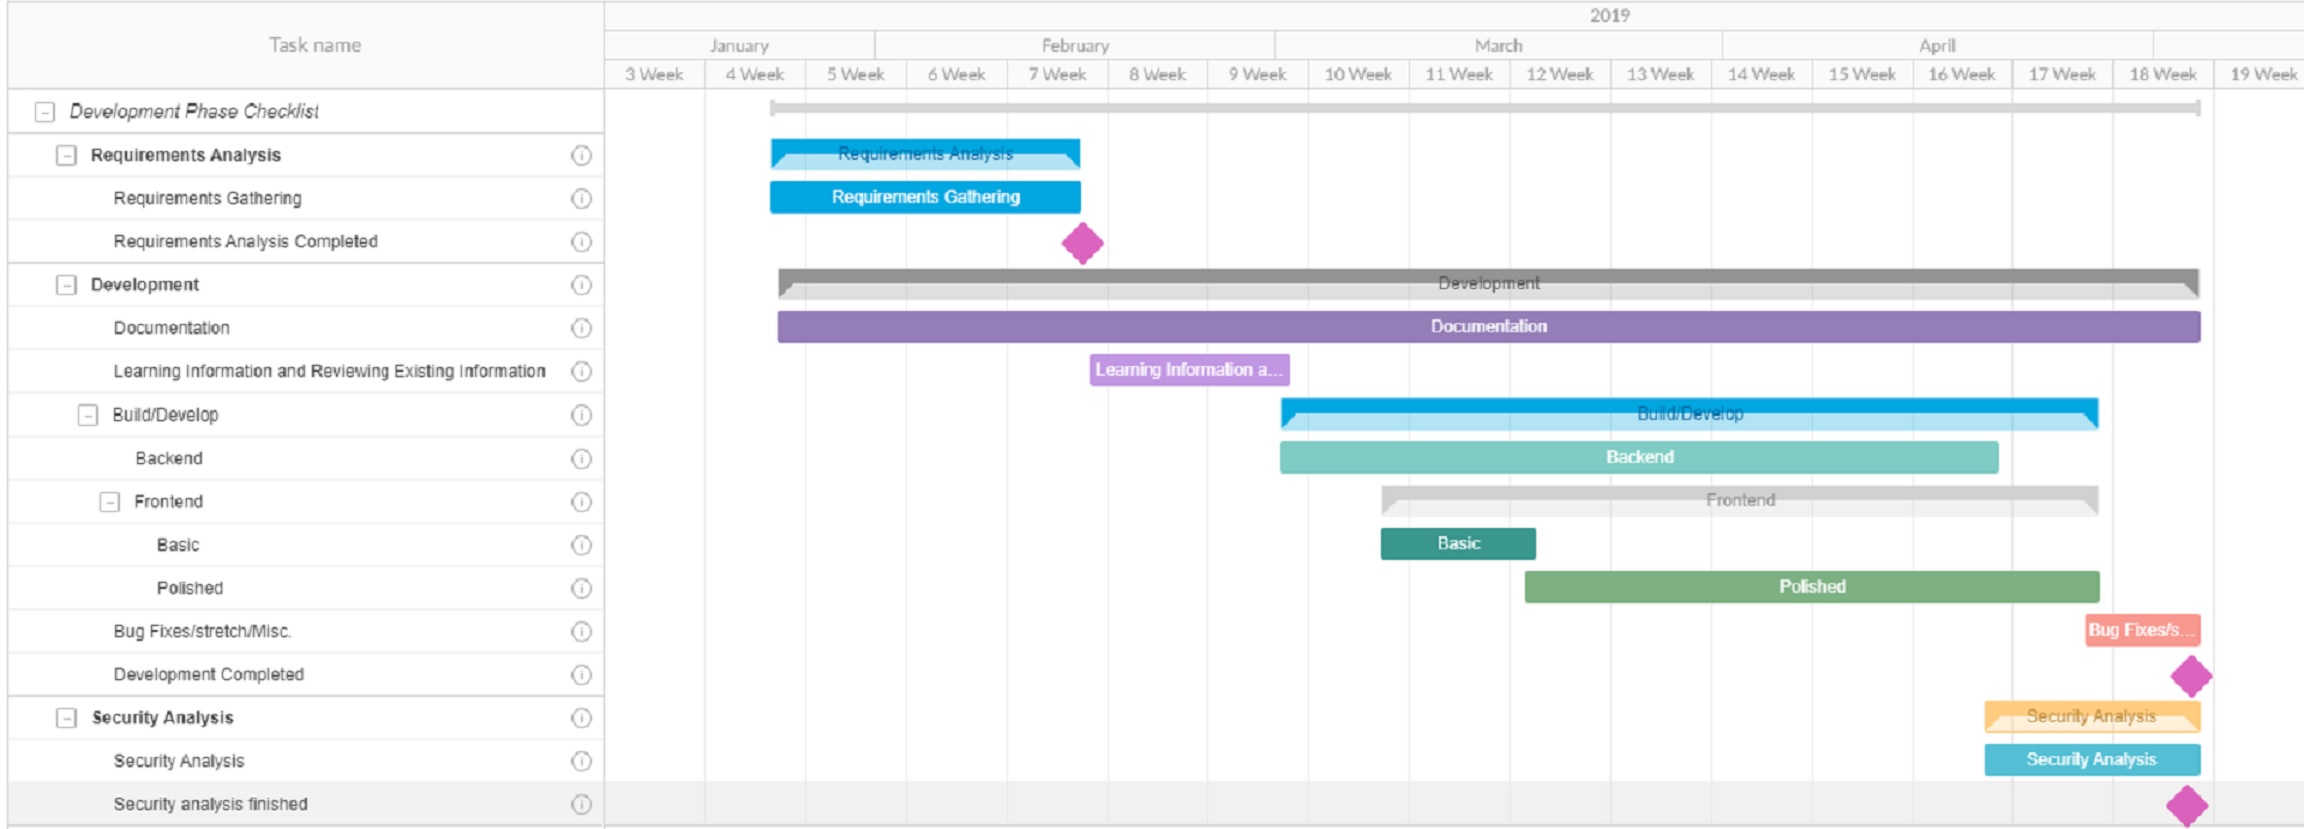 Task name
2019
January February March April
3 Week 4 Week 5 Week 6 Week 7 Week 8 Week 9 Week 10 Week 11 Week 12 Week 13 Week 14 Week 15 Week 16 Week 17 Week 18 Week 19 Week
Development Phase Checklist
Requirements Analysis Requirements Analysis
Requirements Gathering Requirements Gathering
Requirements Analysis Completed
Development Development
Documentation Documentation
Learning Information and Reviewing Existing Information Learning Information a...
Build/Develop Build/Develop
Backend Backend
Frontend Frontend
Basic Basic
Polished Polished
Bug Fixes/stretch/Misc. Bug Fixes/s...
Development Completed
Security Analysis Security Analysis
Security Analysis Security Analysis
Security analysis finished